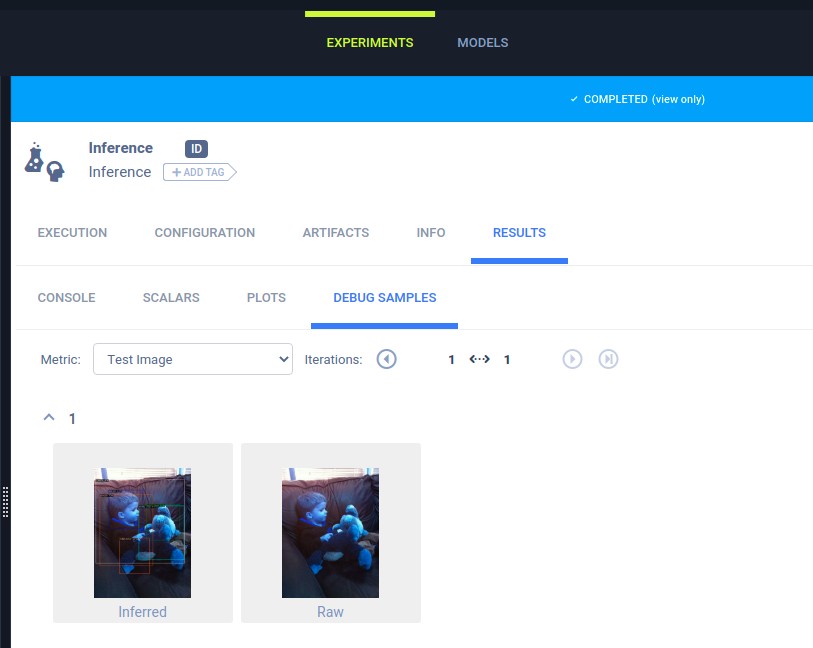 EXPERIMENTS MODELS
COMPLETED (view only)
Inference ID
Inference + ADD TAG
EXECUTION CONFIGURATION ARTIFACTS INFO RESULTS
CONSOLE SCALARS PLOTS DEBUG SAMPLES
Metric: Test Image Iterations: 1 1
1
Inferred Raw